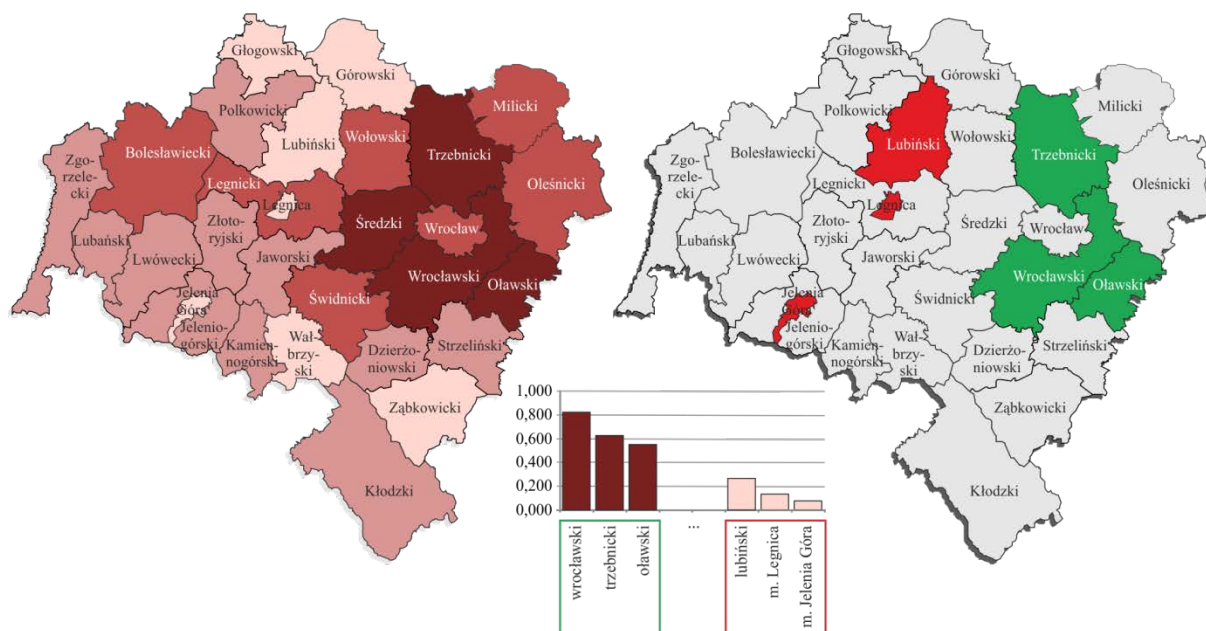 Głogowski
Górowski
Polkowicki
Milicki
Lubiński
Wołowski
Trzebnicki
Bolesławiecki
Zgo-
rzelec-
ki
Legnicki
Oleśnicki
Legnica
Złoto-
ryjski
Średzki
Wrocław
Lubański
Lwówecki
Jaworski
Wrocławski
Oławski
Jelenia
Góra
Świdnicki
Jelenio-
górski
Kamien-
nogórski
Wał-
brzy-
ski
Dzierżo-
niowski
Strzeliński
Ząbkowicki
Kłodzki
Głogowski
Górowski
Polkowicki
Milicki
Lubiński
Wołowski
Trzebnicki
Bolesławiecki
Zgo-
rzelec-
ki
Legnicki
Oleśnicki
Legnica
Złoto-
ryjski
Średzki
Wrocław
Lubański
Lwówecki
Jaworski
Wrocławski
Oławski
Jelenia
Góra
Świdnicki
Jelenio-
górski
Kamien-
nogórski
Wał-
brzy-
ski
Dzierżo-
niowski
Strzeliński
Ząbkowicki
Kłodzki
1,000
0,800
0,600
0,400
0,200
0,000
wrocławski
trzebnicki
oławski
...
lubiński
m. Legnica
m. Jelenia Góra